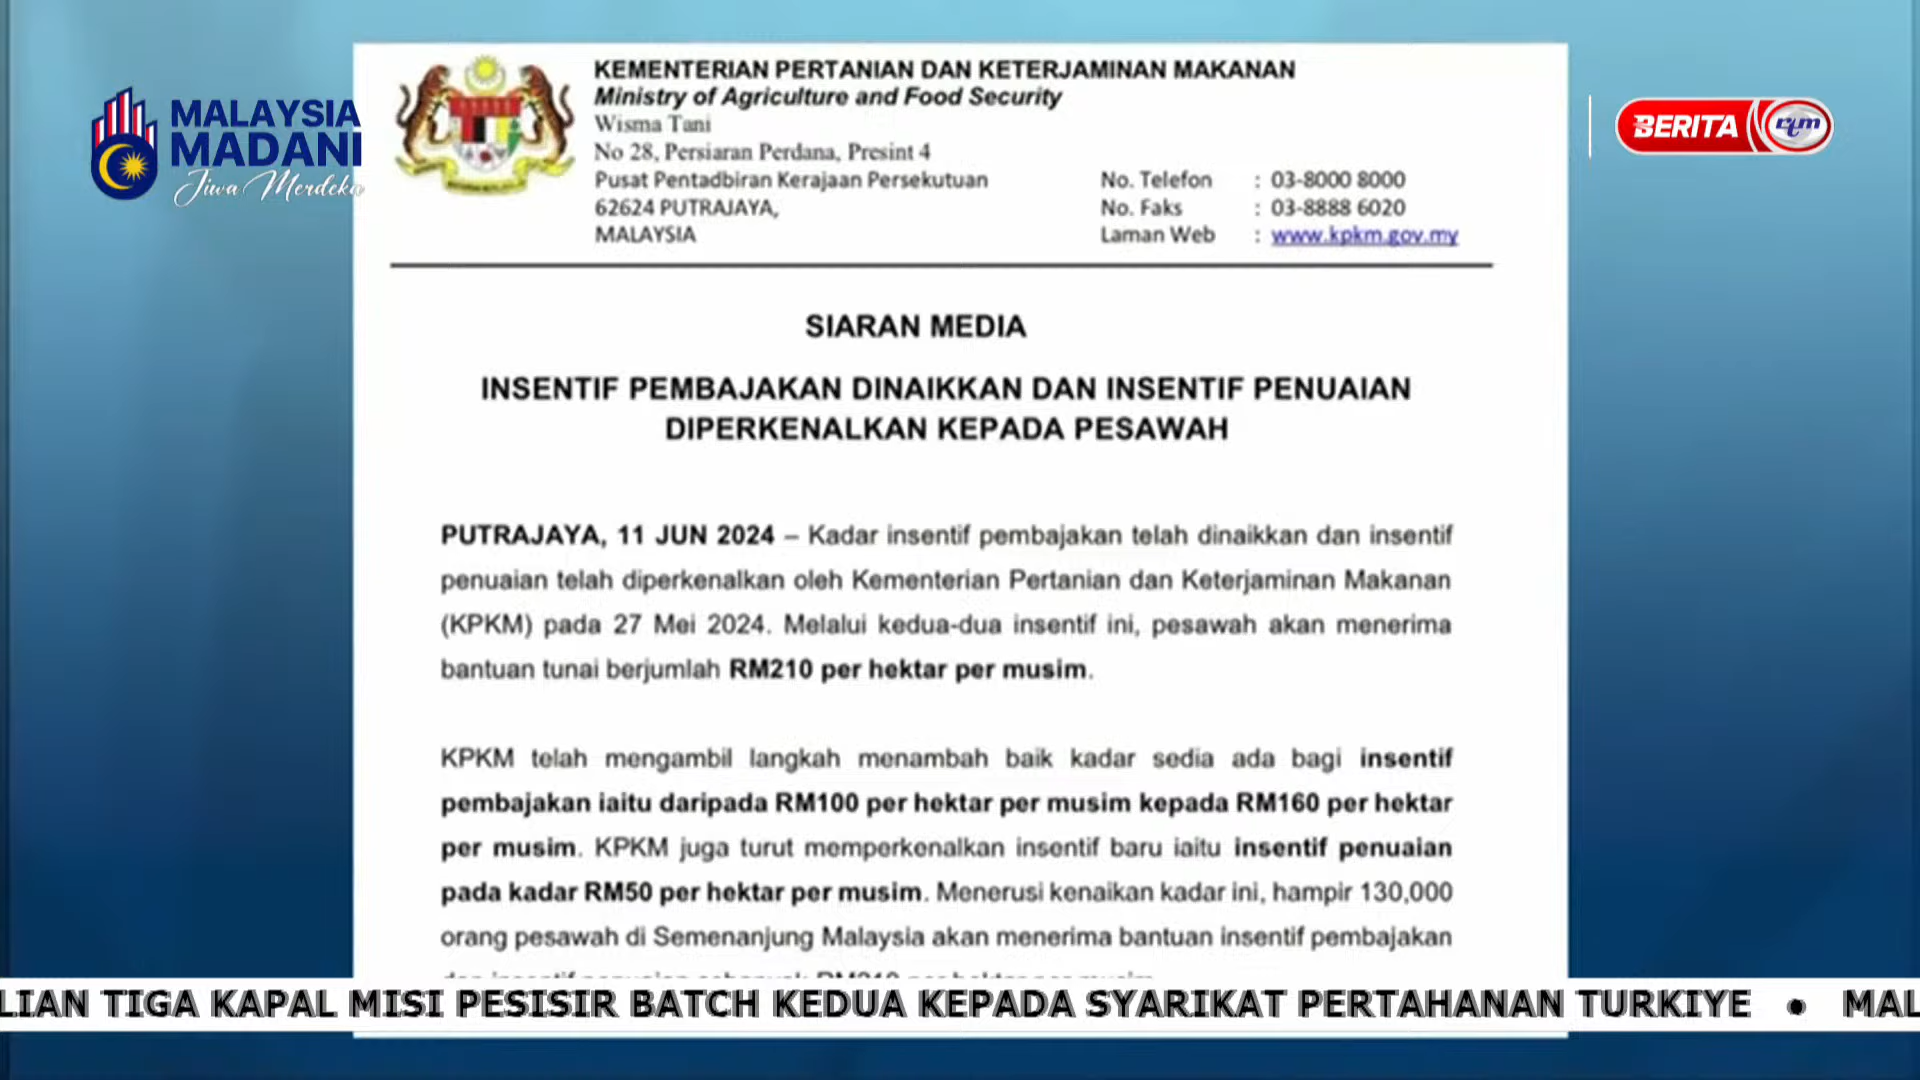 MALAYSIA
MADANI
Jiwa Merdeka
BERITA rtm
KEMENTERIAN PERTANIAN DAN KETERJAMINAN MAKANAN
Ministry of Agriculture and Food Security
Wisma Tani
No 28, Persiaran Perdana, Presint 4
Pusat Pentadbiran Kerajaan Persekutuan
62624 PUTRAJAYA,
MALAYSIA
No. Telefon : 03-8000 8000
No. Faks : 03-8888 6020
Laman Web : www.kpkm.gov.my
SIARAN MEDIA
INSENTIF PEMBAJAKAN DINAIKKAN DAN INSENTIF PENUAIAN
DIPERKENALKAN KEPADA PESAWAH
PUTRAJAYA, 11 JUN 2024 – Kadar insentif pembajakan telah dinaikkan dan insentif
penuaian telah diperkenalkan oleh Kementerian Pertanian dan Keterjaminan Makanan
(KPKM) pada 27 Mei 2024. Melalui kedua-dua insentif ini, pesawah akan menerima
bantuan tunai berjumlah RM210 per hektar per musim.
KPKM telah mengambil langkah menambah baik kadar sedia ada bagi insentif
pembajakan iaitu daripada RM100 per hektar per musim kepada RM160 per hektar
per musim. KPKM juga turut memperkenalkan insentif baru iaitu insentif penuaian
pada kadar RM50 per hektar per musim. Menerusi kenaikan kadar ini, hampir 130,000
orang pesawah di Semenanjung Malaysia akan menerima bantuan insentif pembajakan
LIAN TIGA KAPAL MISI PESISIR BATCH KEDUA KEPADA SYARIKAT PERTAHANAN TURKIYE • MAL